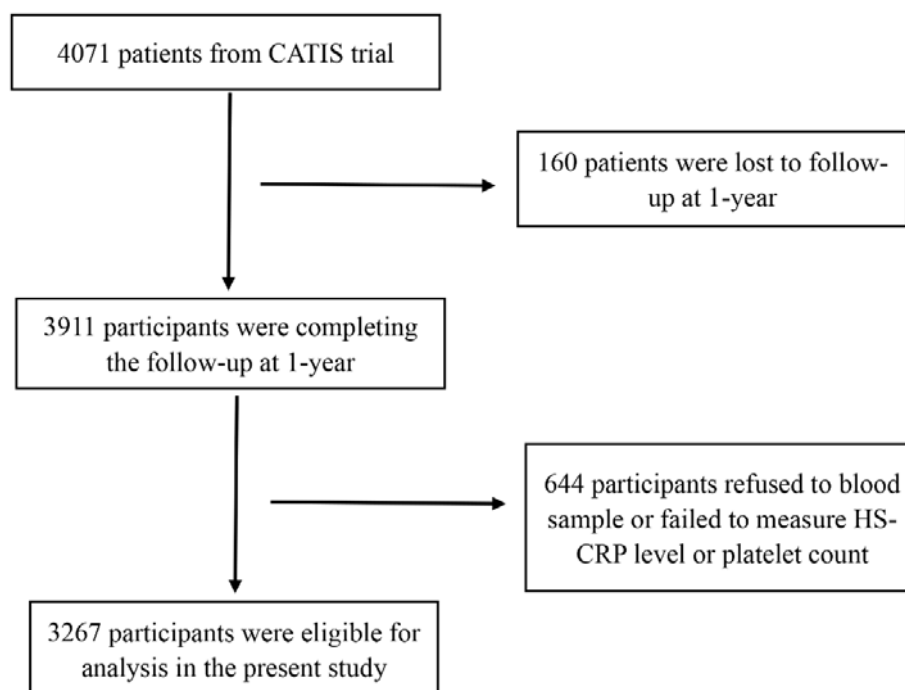 4071 patients from CATIS trial
160 patients were lost to follow-
up at 1-year
3911 participants were completing
the follow-up at 1-year
644 participants refused to blood
sample or failed to measure HS-
CRP level or platelet count
3267 participants were eligible for
analysis in the present study